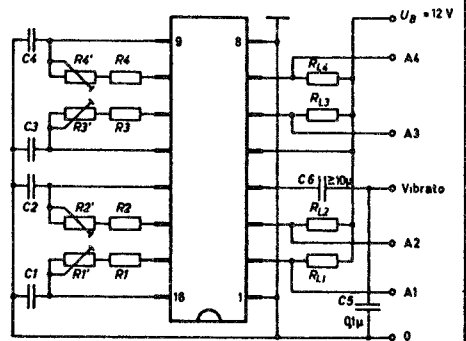 U_B = 12 V
C4
9
8
R4' R4
R_L4
A4
R_L3
R3' R3
A3
C3
C2
C6 ≥10µ
Vibrato
R2' R2
R_L2
A2
R1' R1
R_L1
A1
C1
16
1
C5
0,1µ
0